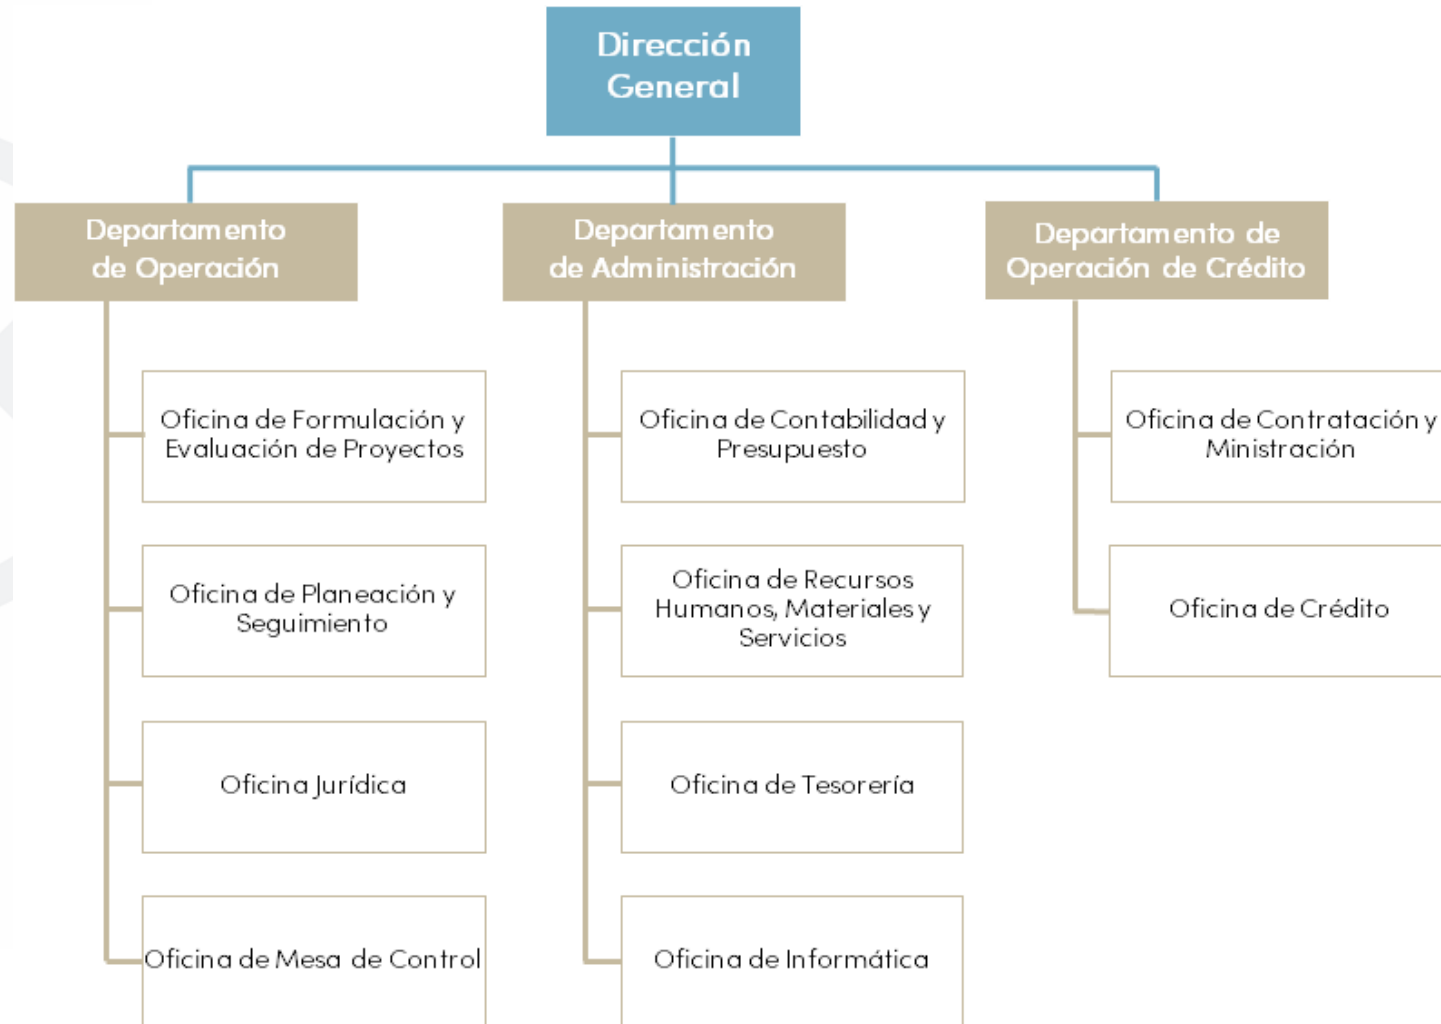 Dirección
General
Departamento
de Operación
Departamento
de Administración
Departamento de
Operación de Crédito
Oficina de Formulación y
Evaluación de Proyectos
Oficina de Contabilidad y
Presupuesto
Oficina de Contratación y
Ministración
Oficina de Planeación y
Seguimiento
Oficina de Recursos
Humanos, Materiales y
Servicios
Oficina de Crédito
Oficina Jurídica
Oficina de Tesorería
Oficina de Mesa de Control
Oficina de Informática